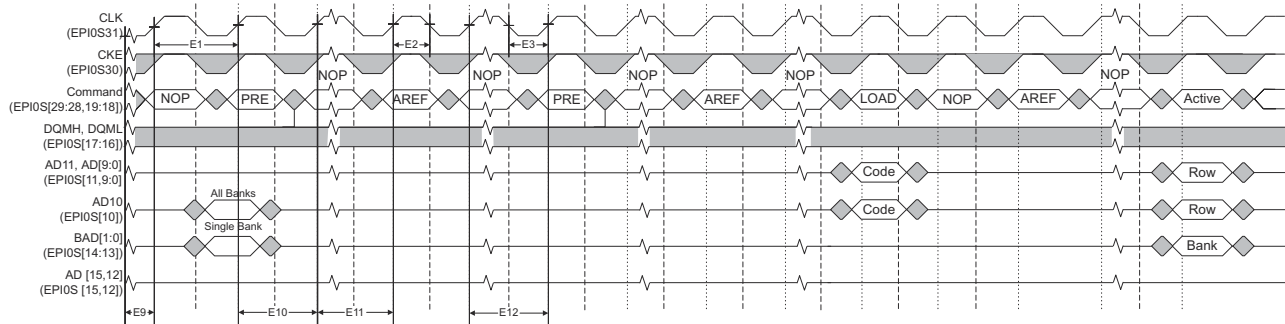 CLK
(EPI0S31)
E1
E2
E3
CKE
(EPI0S30)
NOP
NOP
NOP
NOP
NOP
Command
(EPI0S[29:28,19:18)
NOP
PRE
AREF
PRE
AREF
LOAD
NOP
AREF
Active
DQMH, DQML
(EPI0S[17:16])
AD11, AD[9:0]
(EPI0S[11,9:0]
Code
Row
AD10
(EPI0S[10])
All Banks
Single Bank
Code
Row
BAD[1:0]
(EPI0S[14:13])
Bank
AD [15,12]
(EPI0S [15,12])
E9
E10
E11
E12